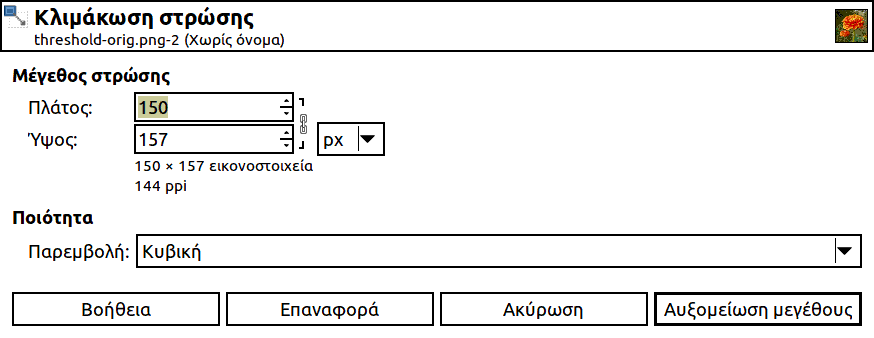 Κλιμάκωση στρώσης
threshold-orig.png-2 (Χωρίς όνομα)
Μέγεθος στρώσης
Πλάτος: 150
Ύψος: 157 px
150 × 157 εικονοστοιχεία
144 ppi
Ποιότητα
Παρεμβολή: Κυβική
Βοήθεια Επαναφορά Ακύρωση Αυξομείωση μεγέθους